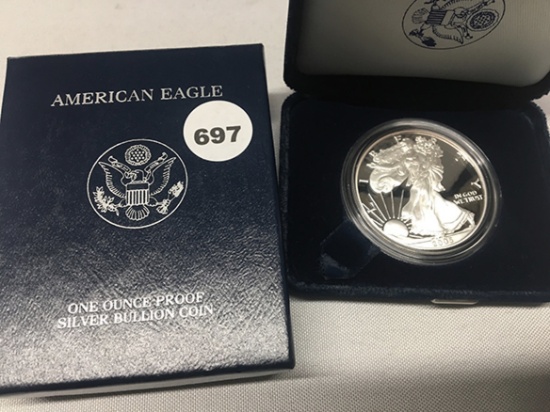 AMERICAN EAGLE
697
ONE OUNCE PROOF
SILVER BULLION COIN
IN GOD
WE TRUST